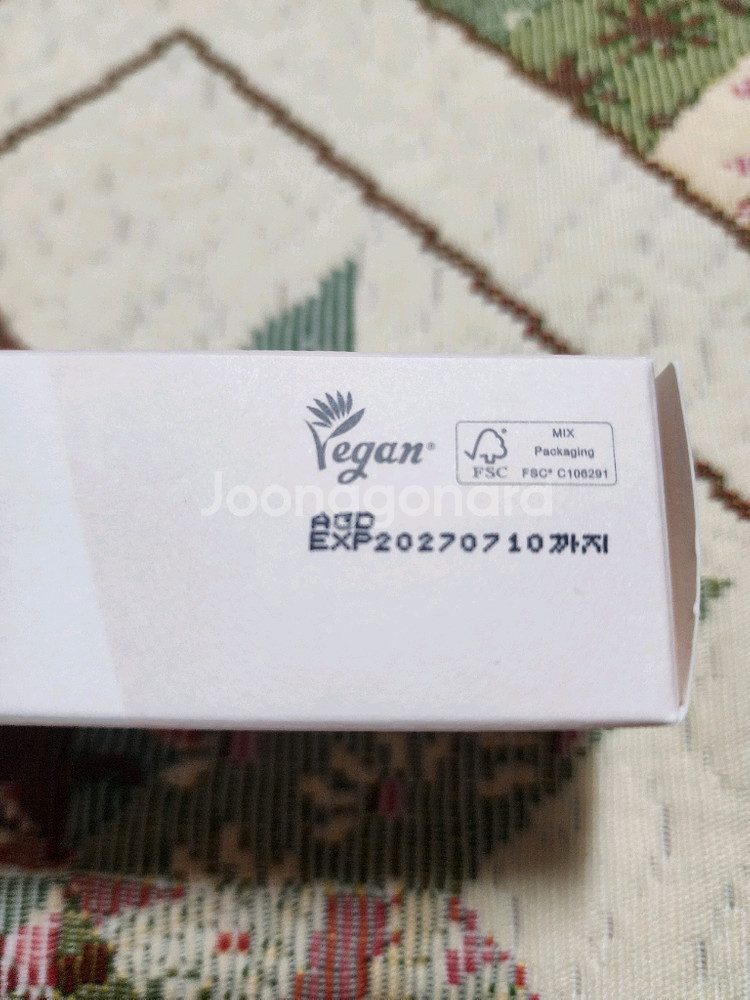 Vegan®
MIX
Packaging
FSC® C106291
FSC
Joonggonara
AGD
EXP20270710까지